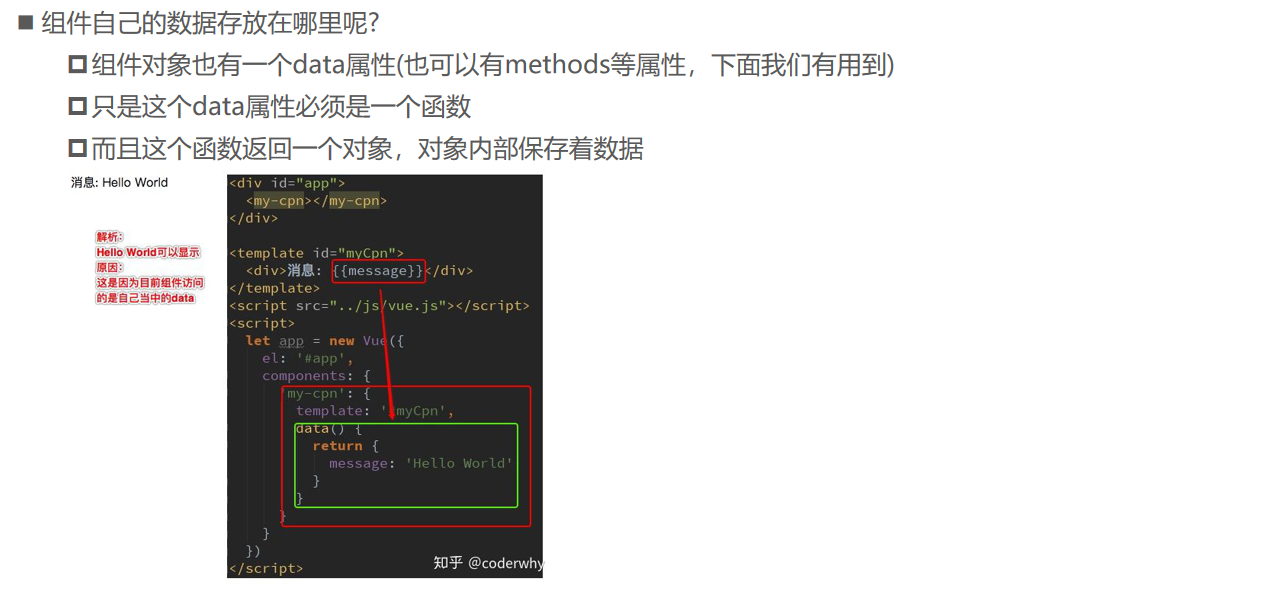 组件自己的数据存放在哪里呢?
组件对象也有一个data属性(也可以有methods等属性，下面我们有用到)
只是这个data属性必须是一个函数
而且这个函数返回一个对象，对象内部保存着数据
消息: Hello World
解析：
Hello World可以显示
原因：
这是因为目前组件访问
的是自己当中的data
<div id="app">
<my-cpn></my-cpn>
</div>
<template id="myCpn">
<div>消息: {{message}}</div>
</template>
<script src="../js/vue.js"></script>
<script>
let app = new Vue({
el: '#app',
components: {
'my-cpn': {
template: '#myCpn',
data() {
return {
message: 'Hello World'
}
}
}
}
})
</script>
知乎 @coderwhy